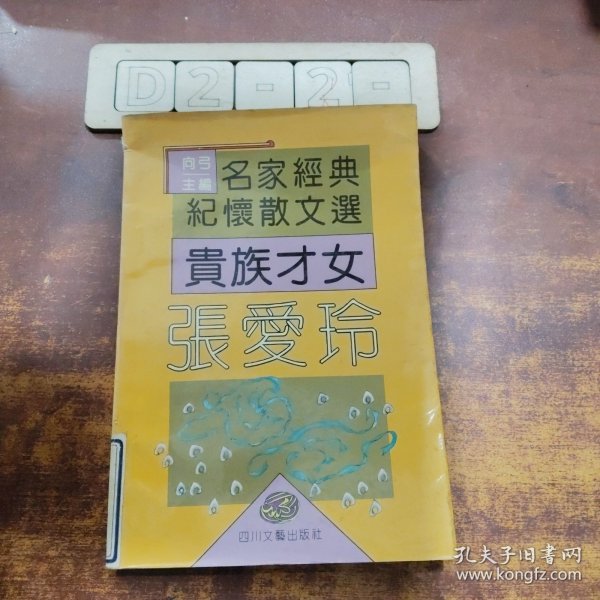 D2-2-
向弓
主編
名家經典
紀懷散文選
貴族才女
張愛玲
四川文藝出版社
孔夫子旧书网
www.kongfz.com